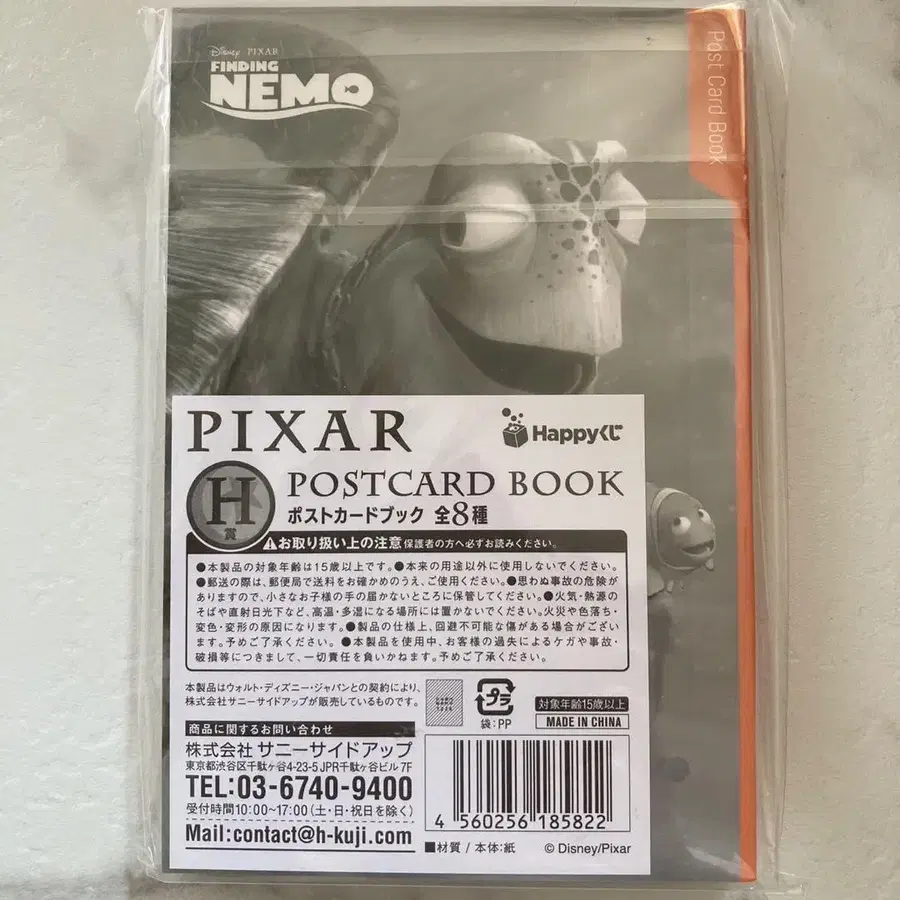 Disney PIXAR
FINDING
NEMO
Post Card Book
PIXAR
Happyくじ
H
賞
POSTCARD BOOK
ポストカードブック 全8種
お取り扱い上の注意 保護者の方へ必ずお読みください。
●本製品の対象年齢は15歳以上です。●本来の用途以外に使用しないでください。
●郵送の際は、郵便局で送料をお確かめのうえ、ご使用ください。●思わぬ事故の危険が
ありますので、小さなお子様の手の届かないところに保管してください。●火気・熱源の
そばや直射日光下など、高温・多湿になる場所には置かないでください。火災や色落ち・
変色・変形の原因になります。●製品の仕様上、回避不可能な傷がある場合がござい
ます。予めご了承ください。 ●本製品を使用中、お客様の過失によるケガや事故・
破損等につきまして、一切責任を負いかねます。予めご了承ください。
本製品はウォルト・ディズニー・ジャパンとの契約により、
株式会社サニーサイドアップが販売しているものです。
プラ
袋:PP
対象年齢15歳以上
MADE IN CHINA
商品に関するお問い合わせ
株式会社 サニーサイドアップ
東京都渋谷区千駄ヶ谷4-23-5 JPR千駄ヶ谷ビル 7F
TEL:03-6740-9400
受付時間10:00~17:00(土・日・祝日を除く)
Mail:contact@h-kuji.com
4 560256 185822
■材質 / 本体:紙
© Disney/Pixar